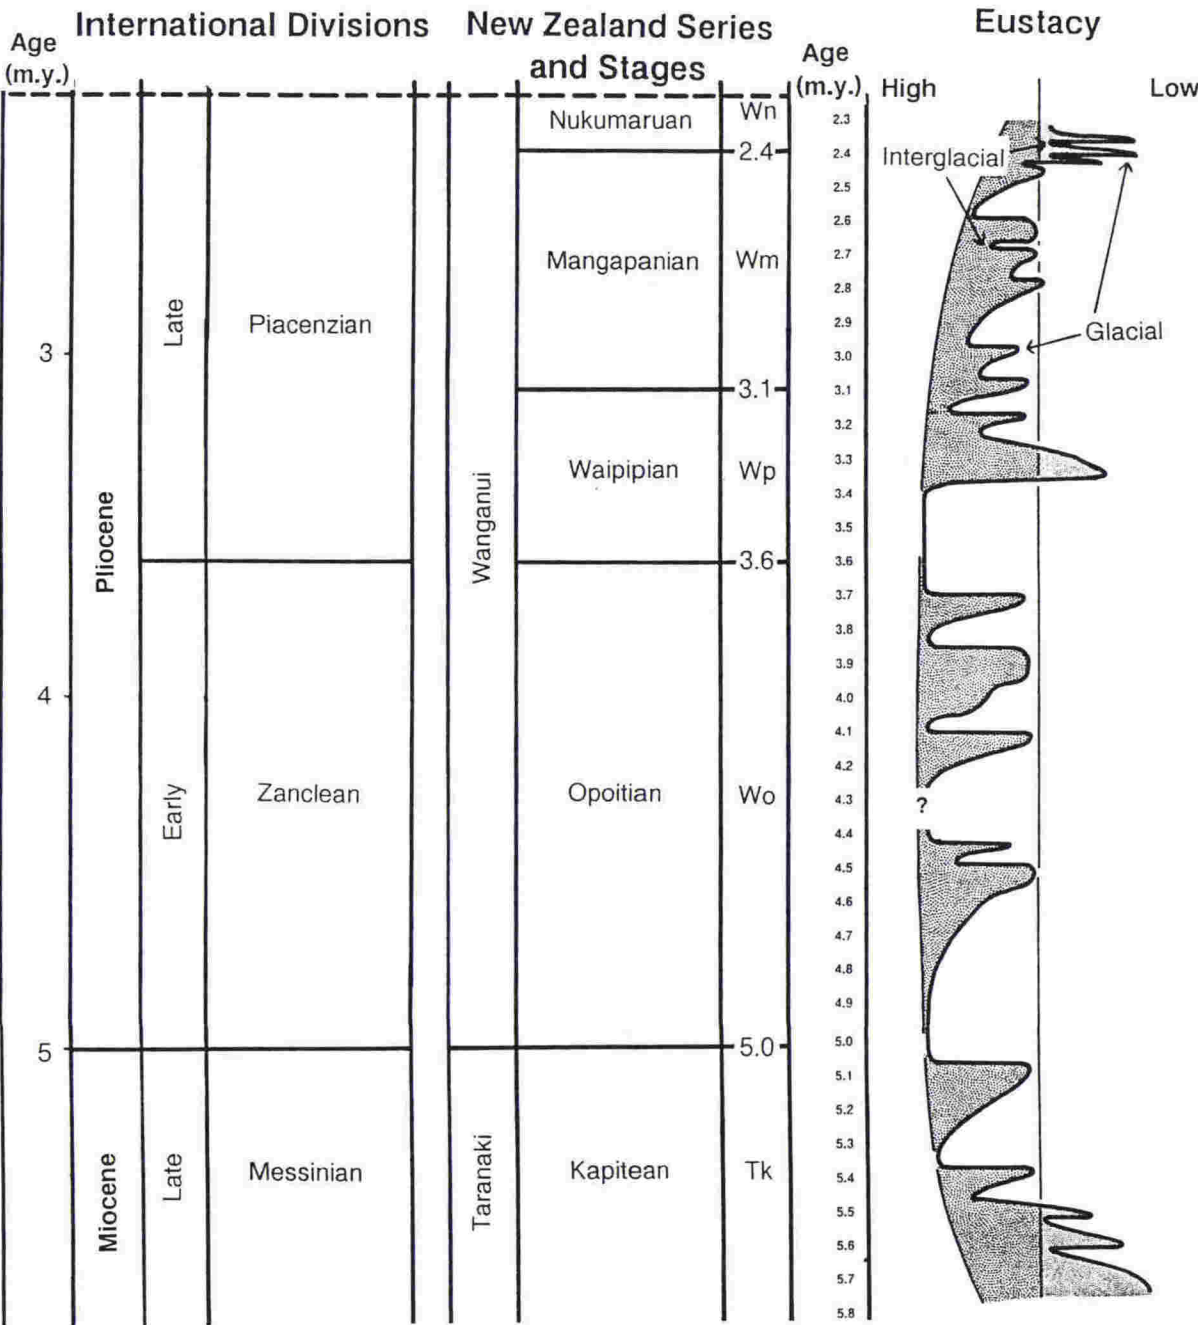 International Divisions
New Zealand Series
and Stages
Eustacy
Age
(m.y.)
Age
(m.y.)
High
Low
3
4
5
Pliocene
Miocene
Late
Early
Late
Piacenzian
Zanclean
Messinian
Wanganui
Taranaki
Nukumaruan
Mangapanian
Waipipian
Opoitian
Kapitean
Wn
2.4
Wm
3.1
Wp
3.6
Wo
5.0
Tk
2.3
2.4
2.5
2.6
2.7
2.8
2.9
3.0
3.1
3.2
3.3
3.4
3.5
3.6
3.7
3.8
3.9
4.0
4.1
4.2
4.3
4.4
4.5
4.6
4.7
4.8
4.9
5.0
5.1
5.2
5.3
5.4
5.5
5.6
5.7
5.8
Interglacial
Glacial
?